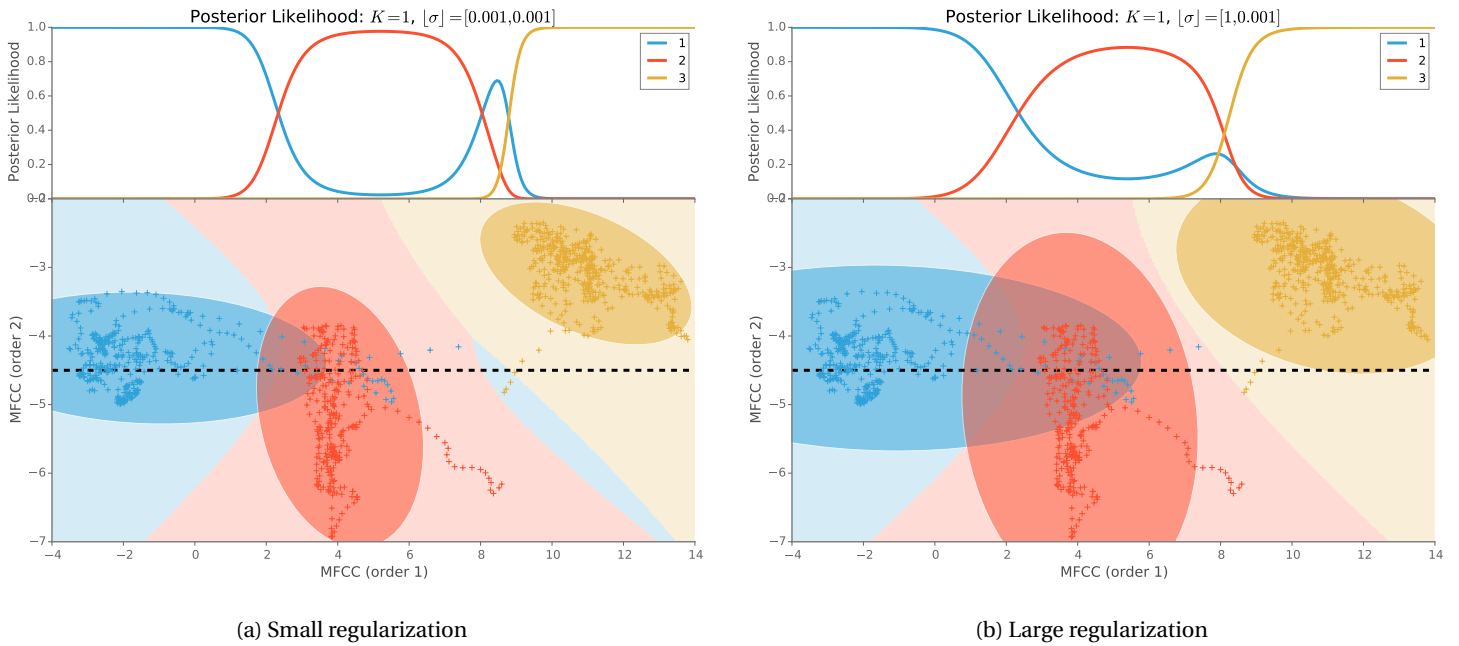 Posterior Likelihood: K=1, ⌊σ⌋=[0.001,0.001]
Posterior Likelihood
1.0
0.8
0.6
0.4
0.2
0.0
1
2
3
MFCC (order 2)
−2
−3
−4
−5
−6
−7
−4 −2 0 2 4 6 8 10 12 14
MFCC (order 1)
(a) Small regularization
Posterior Likelihood: K=1, ⌊σ⌋=[1,0.001]
Posterior Likelihood
1.0
0.8
0.6
0.4
0.2
0.0
1
2
3
MFCC (order 2)
−2
−3
−4
−5
−6
−7
−4 −2 0 2 4 6 8 10 12 14
MFCC (order 1)
(b) Large regularization